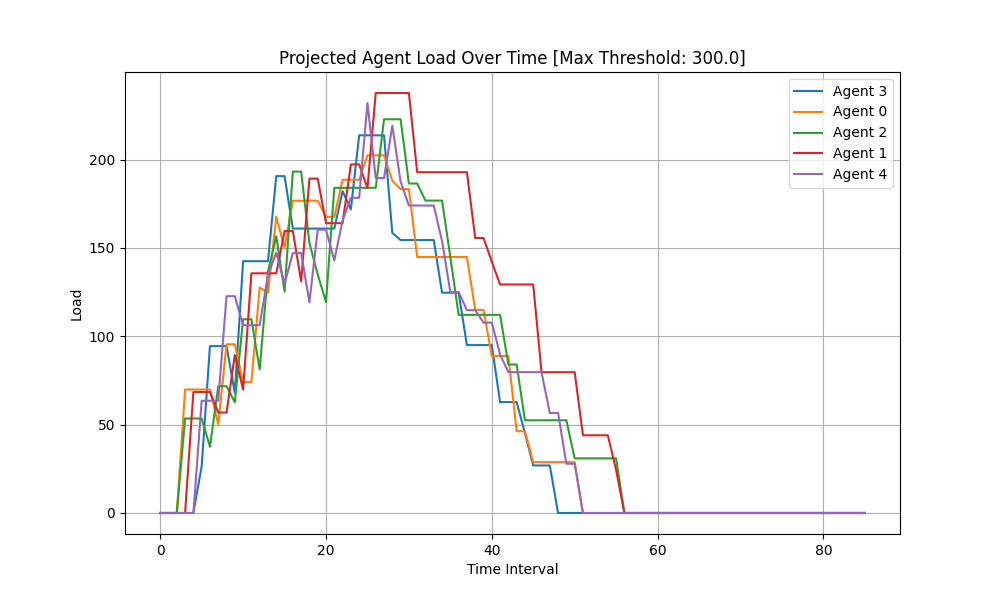 Projected Agent Load Over Time [Max Threshold: 300.0]
Agent 3
Agent 0
Agent 2
Agent 1
Agent 4
200
150
100
50
0
Load
0 20 40 60 80
Time Interval